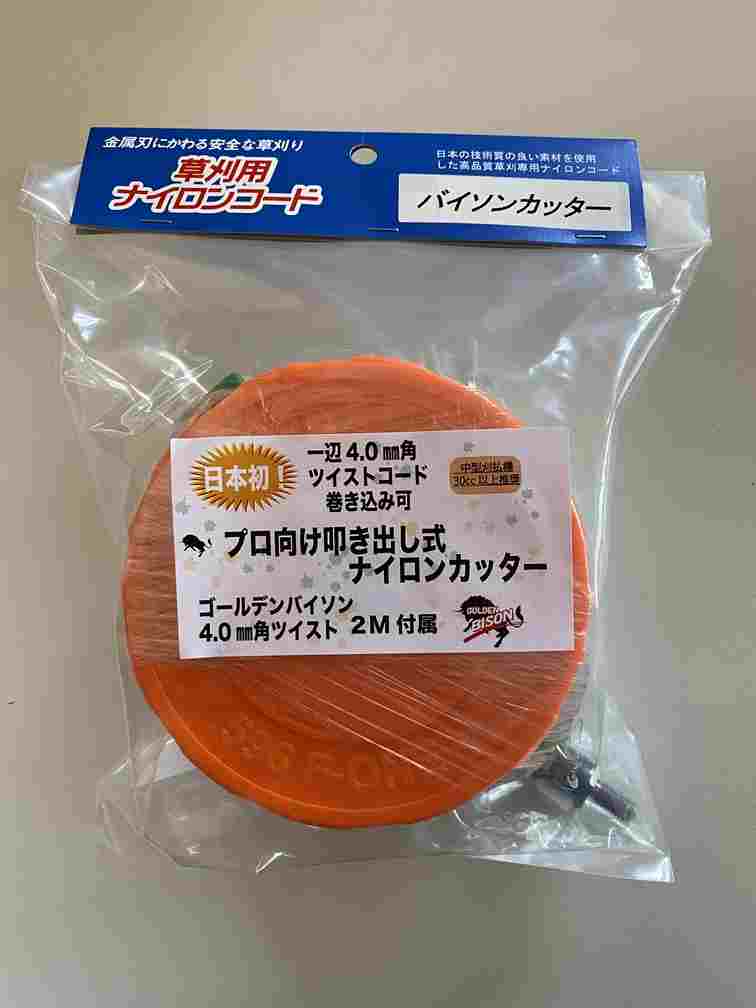 金属刃にかわる安全な草刈り
草刈用
ナイロンコード
日本の技術質の良い素材を使用
した高品質草刈専用ナイロンコード
バイソンカッター
日本初！
一辺4.0㎜角
ツイストコード
巻き込み可
中型刈払機
30cc以上推奨
プロ向け叩き出し式
ナイロンカッター
ゴールデンバイソン
4.0㎜角ツイスト 2M付属
GOLDEN
BISON